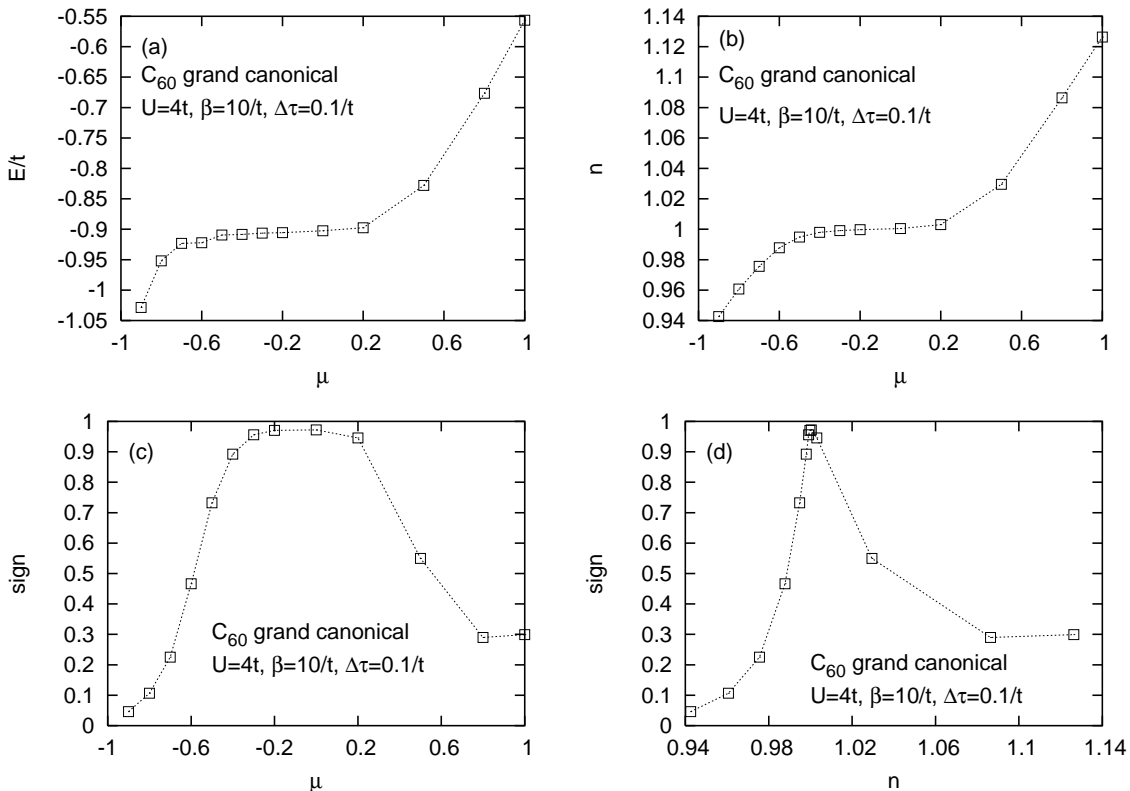 -0.55
-0.6
-0.65
-0.7
-0.75
-0.8
-0.85
-0.9
-0.95
-1
-1.05
E/t
(a)
C60 grand canonical
U=4t, β=10/t, Δτ=0.1/t
-1 -0.6 -0.2 0.2 0.6 1
μ
1.14
1.12
1.1
1.08
1.06
1.04
1.02
1
0.98
0.96
0.94
n
(b)
C60 grand canonical
U=4t, β=10/t, Δτ=0.1/t
-1 -0.6 -0.2 0.2 0.6 1
μ
1
0.9
0.8
0.7
0.6
0.5
0.4
0.3
0.2
0.1
0
sign
(c)
C60 grand canonical
U=4t, β=10/t, Δτ=0.1/t
-1 -0.6 -0.2 0.2 0.6 1
μ
1
0.9
0.8
0.7
0.6
0.5
0.4
0.3
0.2
0.1
0
sign
(d)
C60 grand canonical
U=4t, β=10/t, Δτ=0.1/t
0.94 0.98 1.02 1.06 1.1 1.14
n